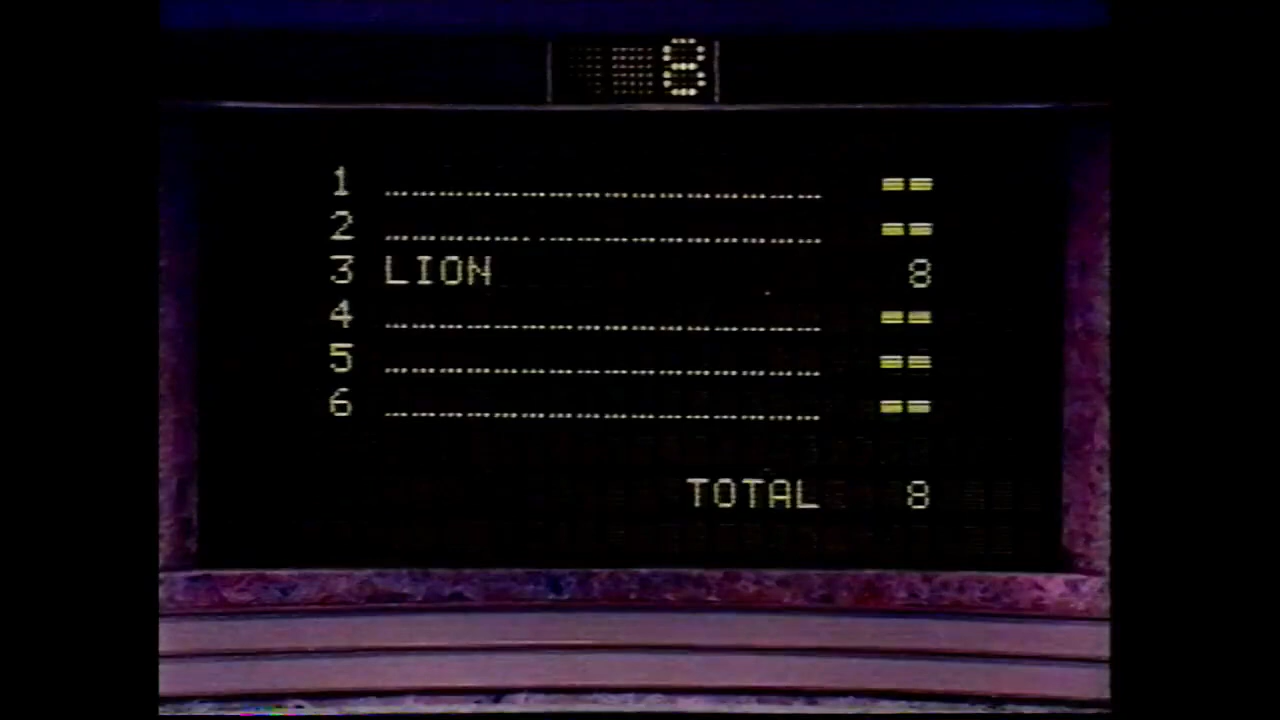 8
1 ................................ ==
2 ................................ ==
3 LION 8
4 ................................ ==
5 ................................ ==
6 ................................ ==
TOTAL 8